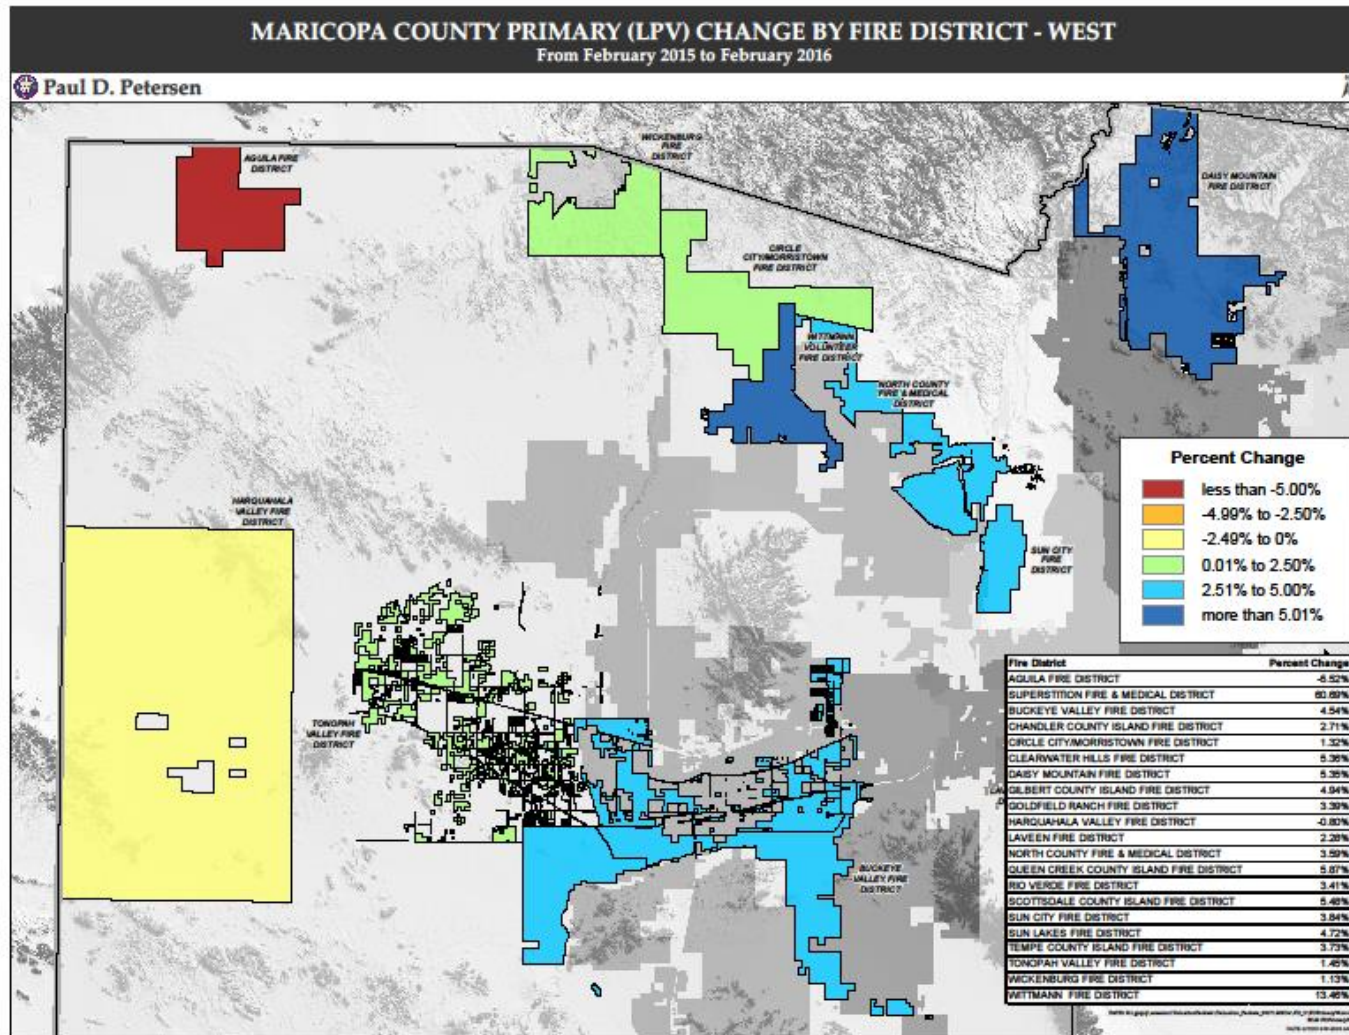 MARICOPA COUNTY PRIMARY (LPV) CHANGE BY FIRE DISTRICT - WEST
From February 2015 to February 2016
Paul D. Petersen
WICKENBURG
FIRE
DISTRICT
AGUILA FIRE
DISTRICT
DAISY MOUNTAIN
FIRE DISTRICT
CIRCLE
CITY/MORRISTOWN
FIRE DISTRICT
WITTMANN
VOLUNTEER
FIRE DISTRICT
NORTH COUNTY
FIRE & MEDICAL
DISTRICT
HARQUAHALA
VALLEY FIRE
DISTRICT
SUN CITY
FIRE
DISTRICT
TONOPAH
VALLEY FIRE
DISTRICT
BUCKEYE
VALLEY FIRE
DISTRICT
Percent Change
less than -5.00%
-4.99% to -2.50%
-2.49% to 0%
0.01% to 2.50%
2.51% to 5.00%
more than 5.01%
Fire District Percent Change
AGUILA FIRE DISTRICT -6.52%
SUPERSTITION FIRE & MEDICAL DISTRICT 60.69%
BUCKEYE VALLEY FIRE DISTRICT 4.54%
CHANDLER COUNTY ISLAND FIRE DISTRICT 2.71%
CIRCLE CITY/MORRISTOWN FIRE DISTRICT 1.32%
CLEARWATER HILLS FIRE DISTRICT 5.36%
DAISY MOUNTAIN FIRE DISTRICT 5.35%
GILBERT COUNTY ISLAND FIRE DISTRICT 4.94%
GOLDFIELD RANCH FIRE DISTRICT 3.39%
HARQUAHALA VALLEY FIRE DISTRICT -0.80%
LAVEEN FIRE DISTRICT 2.28%
NORTH COUNTY FIRE & MEDICAL DISTRICT 3.59%
QUEEN CREEK COUNTY ISLAND FIRE DISTRICT 5.87%
RIO VERDE FIRE DISTRICT 3.41%
SCOTTSDALE COUNTY ISLAND FIRE DISTRICT 5.48%
SUN CITY FIRE DISTRICT 3.84%
SUN LAKES FIRE DISTRICT 4.72%
TEMPE COUNTY ISLAND FIRE DISTRICT 3.73%
TONOPAH VALLEY FIRE DISTRICT 1.45%
WICKENBURG FIRE DISTRICT 1.13%
WITTMANN FIRE DISTRICT 13.46%